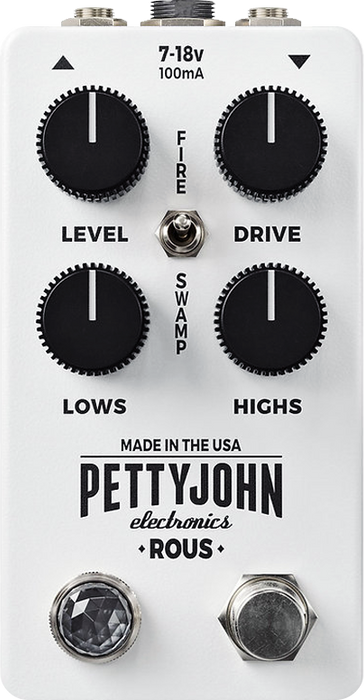 7-18v
100mA
FIRE
LEVEL
DRIVE
SWAMP
LOWS
HIGHS
MADE IN THE USA
PETTYJOHN
electronics
ROUS